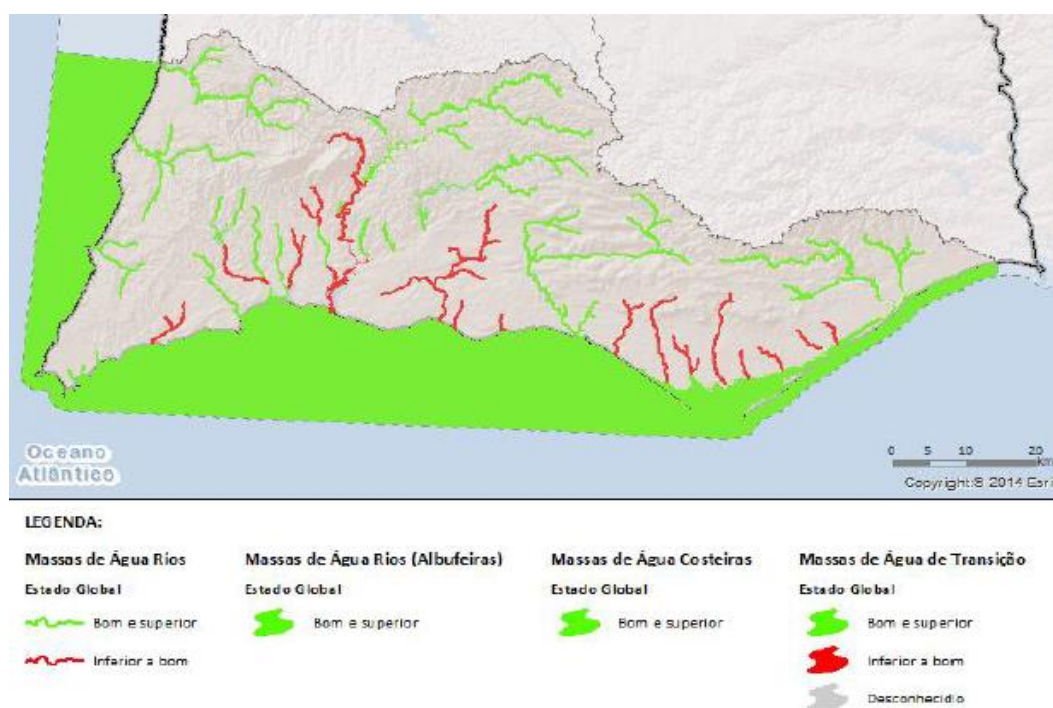 Oceano
Atlântico
0 5 10 20
km
Copyright:© 2014 Esri
LEGENDA:
Massas de Água Rios
Estado Global
Bom e superior
Inferior a bom
Massas de Água Rios (Albufeiras)
Estado Global
Bom e superior
Massas de Água Costeiras
Estado Global
Bom e superior
Massas de Água de Transição
Estado Global
Bom e superior
Inferior a bom
Desconhecido